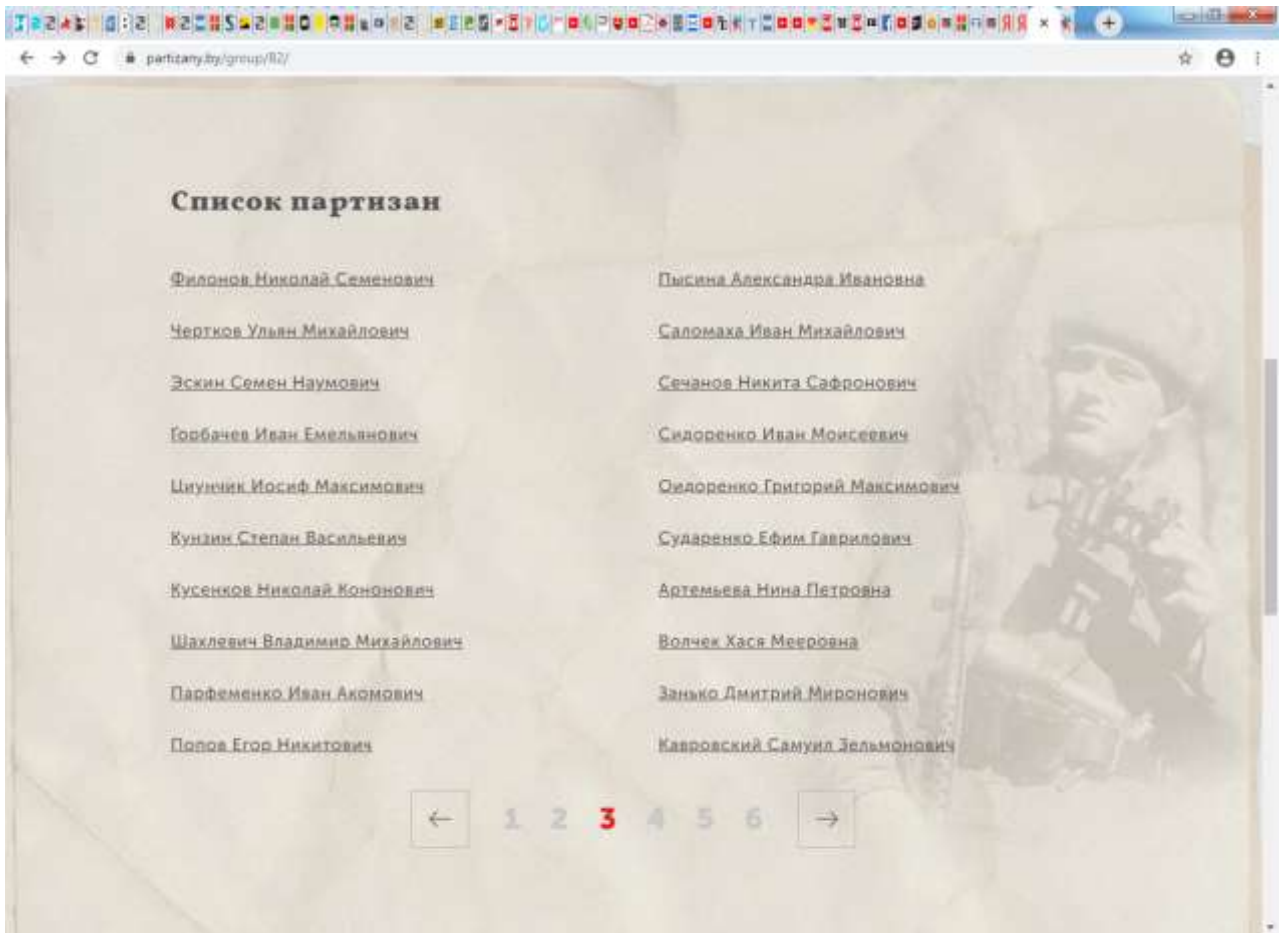 partizany.by/group/82/
Список партизан
Филонов Николай Семенович
Чертков Ульян Михайлович
Эскин Семен Наумович
Горбачев Иван Емельянович
Циунчик Иосиф Максимович
Кунзин Степан Васильевич
Кусенков Николай Кононович
Шахлевич Владимир Михайлович
Парфеменко Иван Акомович
Попов Егор Никитович
Пысина Александра Ивановна
Саломаха Иван Михайлович
Сечанов Никита Сафронович
Сидоренко Иван Моисеевич
Оидоренко Григорий Максимович
Сударенко Ефим Гаврилович
Артемьева Нина Петровна
Волчек Хася Мееровна
Занько Дмитрий Миронович
Кавровский Самуил Зельмонович
1 2 3 4 5 6